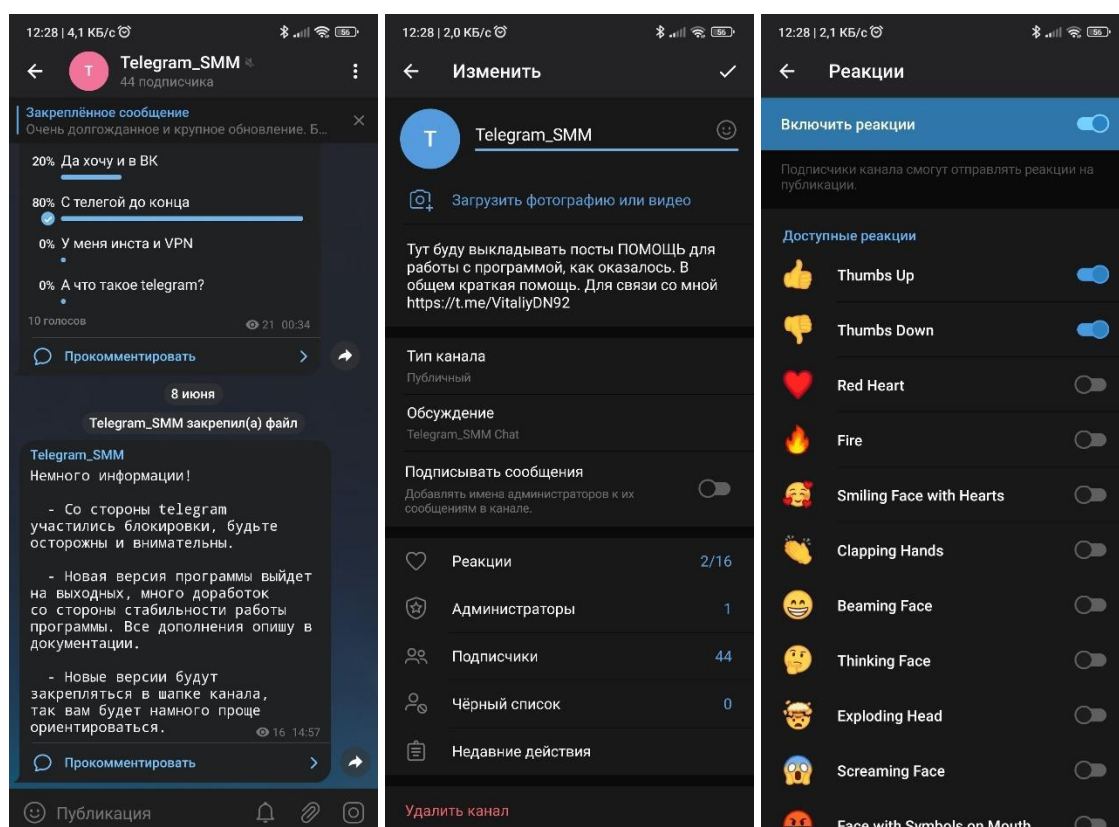 12:28 | 4,1 КБ/с
56
Telegram_SMM
44 подписчика
T
Закреплённое сообщение
Очень долгожданное и крупное обновление. Б...
20% Да хочу и в ВК
80% С телегой до конца
0% У меня инста и VPN
0% А что такое telegram?
10 голосов
21 00:34
Прокомментировать
8 июня
Telegram_SMM закрепил(а) файл
Telegram_SMM
Немного информации!
- Со стороны telegram
участились блокировки, будьте
осторожны и внимательны.
- Новая версия программы выйдет
на выходных, много доработок
со стороны стабильности работы
программы. Все дополнения опишу в
документации.
- Новые версии будут
закрепляться в шапке канала,
так вам будет намного проще
ориентироваться.
16 14:57
Прокомментировать
Публикация
12:28 | 2,0 КБ/с
56
Изменить
T
Telegram_SMM
Загрузить фотографию или видео
Тут буду выкладывать посты ПОМОЩЬ для
работы с программой, как оказалось. В
общем краткая помощь. Для связи со мной
https://t.me/VitaliyDN92
Тип канала
Публичный
Обсуждение
Telegram_SMM Chat
Подписывать сообщения
Добавлять имена администраторов к их
сообщениям в канале.
Реакции 2/16
Администраторы 1
Подписчики 44
Чёрный список 0
Недавние действия
Удалить канал
12:28 | 2,1 КБ/с
56
Реакции
Включить реакции
Подписчики канала смогут отправлять реакции на
публикации.
Доступные реакции
Thumbs Up
Thumbs Down
Red Heart
Fire
Smiling Face with Hearts
Clapping Hands
Beaming Face
Thinking Face
Exploding Head
Screaming Face
Face with Symbols on Mouth